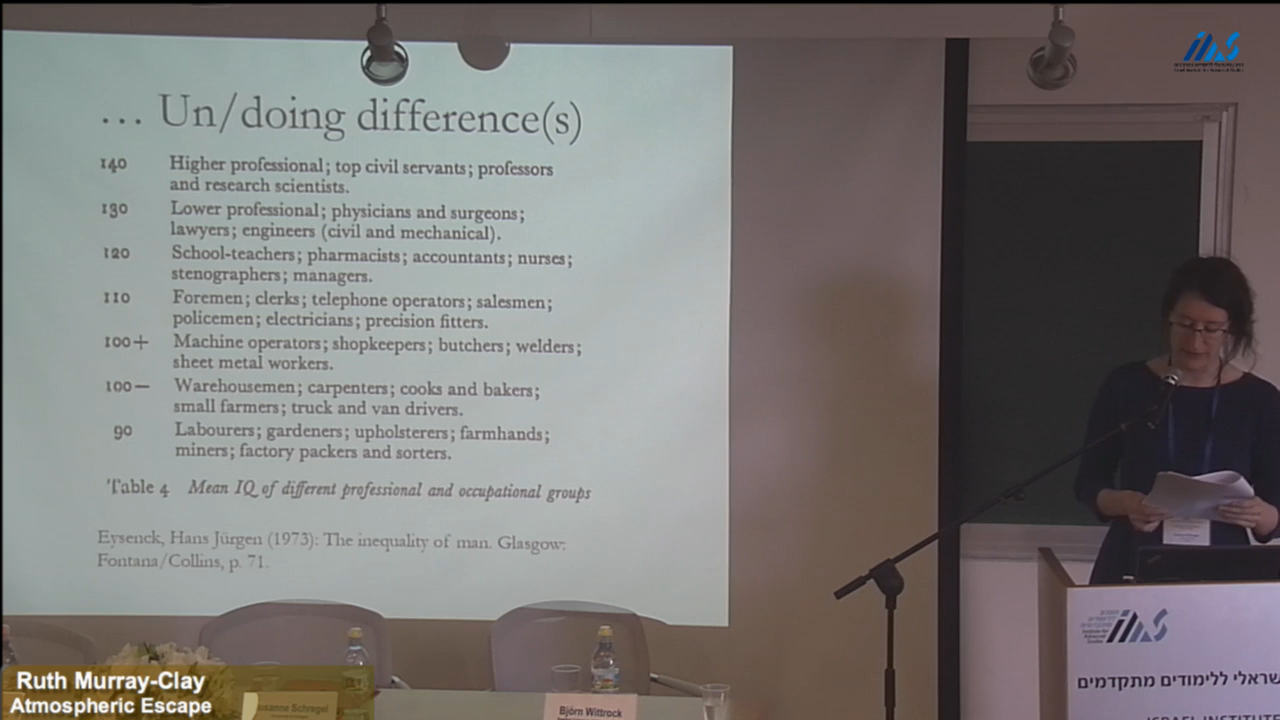 … Un/doing difference(s)
140 Higher professional; top civil servants; professors
and research scientists.
130 Lower professional; physicians and surgeons;
lawyers; engineers (civil and mechanical).
120 School-teachers; pharmacists; accountants; nurses;
stenographers; managers.
110 Foremen; clerks; telephone operators; salesmen;
policemen; electricians; precision fitters.
100+ Machine operators; shopkeepers; butchers; welders;
sheet metal workers.
100− Warehousemen; carpenters; cooks and bakers;
small farmers; truck and van drivers.
90 Labourers; gardeners; upholsterers; farmhands;
miners; factory packers and sorters.
Table 4 Mean IQ of different professional and occupational groups
Eysenck, Hans Jürgen (1973): The inequality of man. Glasgow:
Fontana/Collins, p. 71.
Ruth Murray-Clay
Atmospheric Escape
Schregel
Björn Wittrock
IIAS
IIAS
ללימודים מתקדמים
ISRAEL